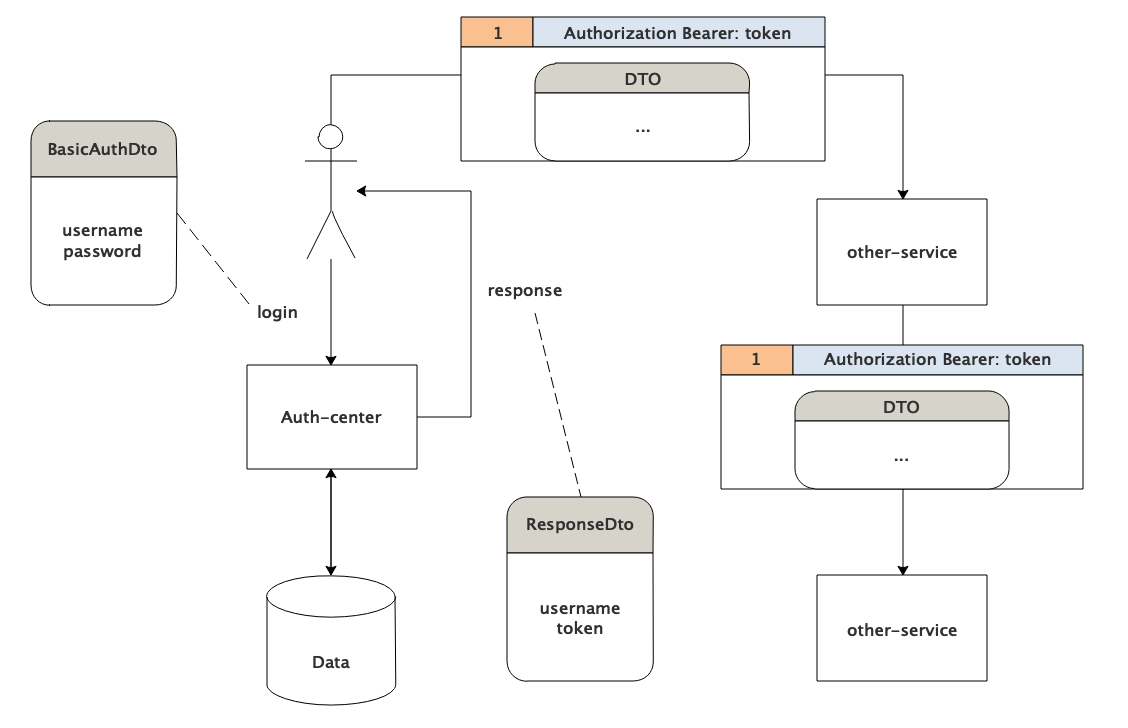 1 Authorization Bearer: token
DTO
...
BasicAuthDto
username
password
login
response
other-service
1 Authorization Bearer: token
DTO
...
Auth-center
ResponseDto
username
token
other-service
Data